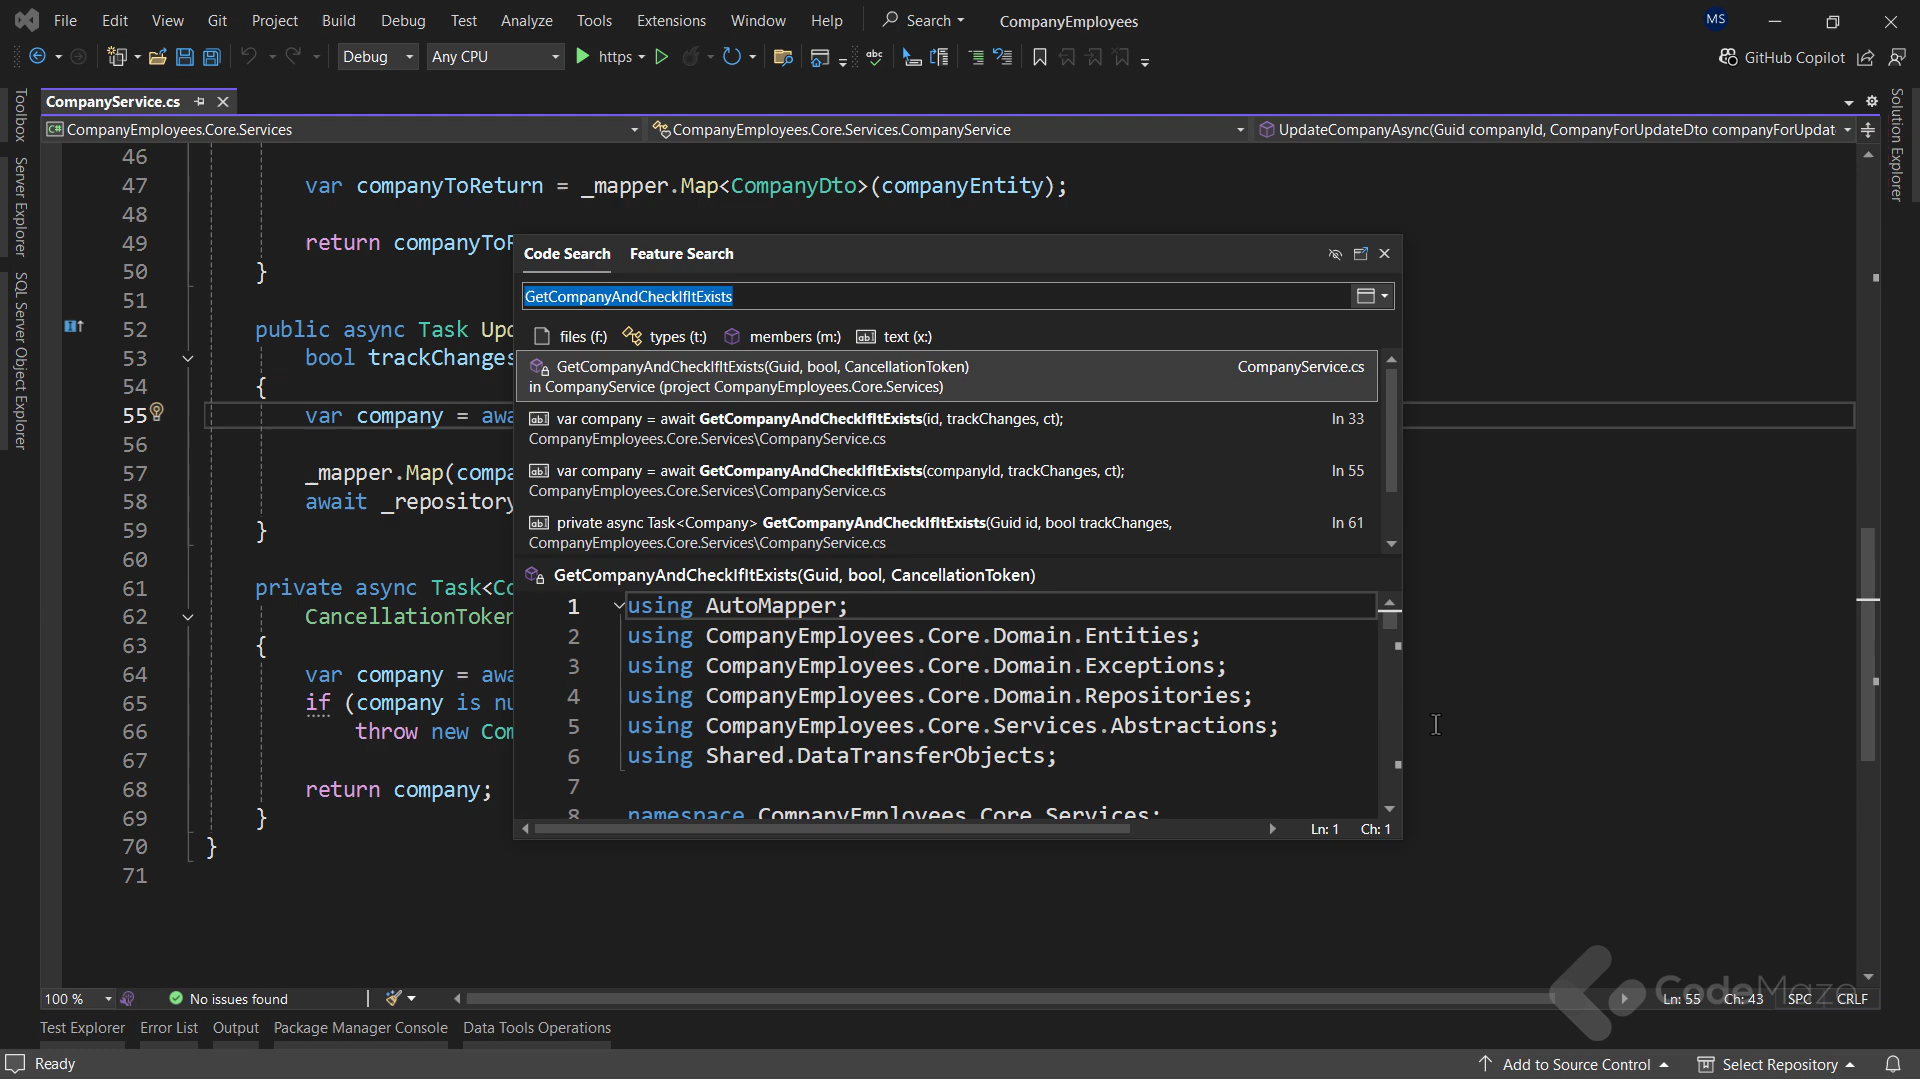 File Edit View Git Project Build Debug Test Analyze Tools Extensions Window Help Search CompanyEmployees MS
Debug Any CPU https abc GitHub Copilot
Toolbox
Server Explorer
SQL Server Object Explorer
Solution Explorer
CompanyService.cs
C# CompanyEmployees.Core.Services CompanyEmployees.Core.Services.CompanyService UpdateCompanyAsync(Guid companyId, CompanyForUpdateDto companyForUpdat
46
47 var companyToReturn = _mapper.Map<CompanyDto>(companyEntity);
48
49 return companyToR
50 }
51
52 public async Task Upd
53 bool trackChanges
54 {
55 var company = awa
56
57 _mapper.Map(compa
58 await _repository
59 }
60
61 private async Task<Co
62 CancellationToken
63 {
64 var company = awa
65 if (company is nu
66 throw new Com
67
68 return company;
69 }
70 }
71
Code Search Feature Search
GetCompanyAndCheckIfItExists
files (f:) types (t:) members (m:) text (x:)
GetCompanyAndCheckIfItExists(Guid, bool, CancellationToken) CompanyService.cs
in CompanyService (project CompanyEmployees.Core.Services)
var company = await GetCompanyAndCheckIfItExists(id, trackChanges, ct); ln 33
CompanyEmployees.Core.Services\CompanyService.cs
var company = await GetCompanyAndCheckIfItExists(companyId, trackChanges, ct); ln 55
CompanyEmployees.Core.Services\CompanyService.cs
private async Task<Company> GetCompanyAndCheckIfItExists(Guid id, bool trackChanges, ln 61
CompanyEmployees.Core.Services\CompanyService.cs
GetCompanyAndCheckIfItExists(Guid, bool, CancellationToken)
1 using AutoMapper;
2 using CompanyEmployees.Core.Domain.Entities;
3 using CompanyEmployees.Core.Domain.Exceptions;
4 using CompanyEmployees.Core.Domain.Repositories;
5 using CompanyEmployees.Core.Services.Abstractions;
6 using Shared.DataTransferObjects;
7
8 namespace CompanyEmployees.Core.Services;
Ln: 1 Ch: 1
100 % No issues found Ln: 55 Ch: 43 SPC CRLF
CodeMaze
Test Explorer Error List Output Package Manager Console Data Tools Operations
Ready Add to Source Control Select Repository